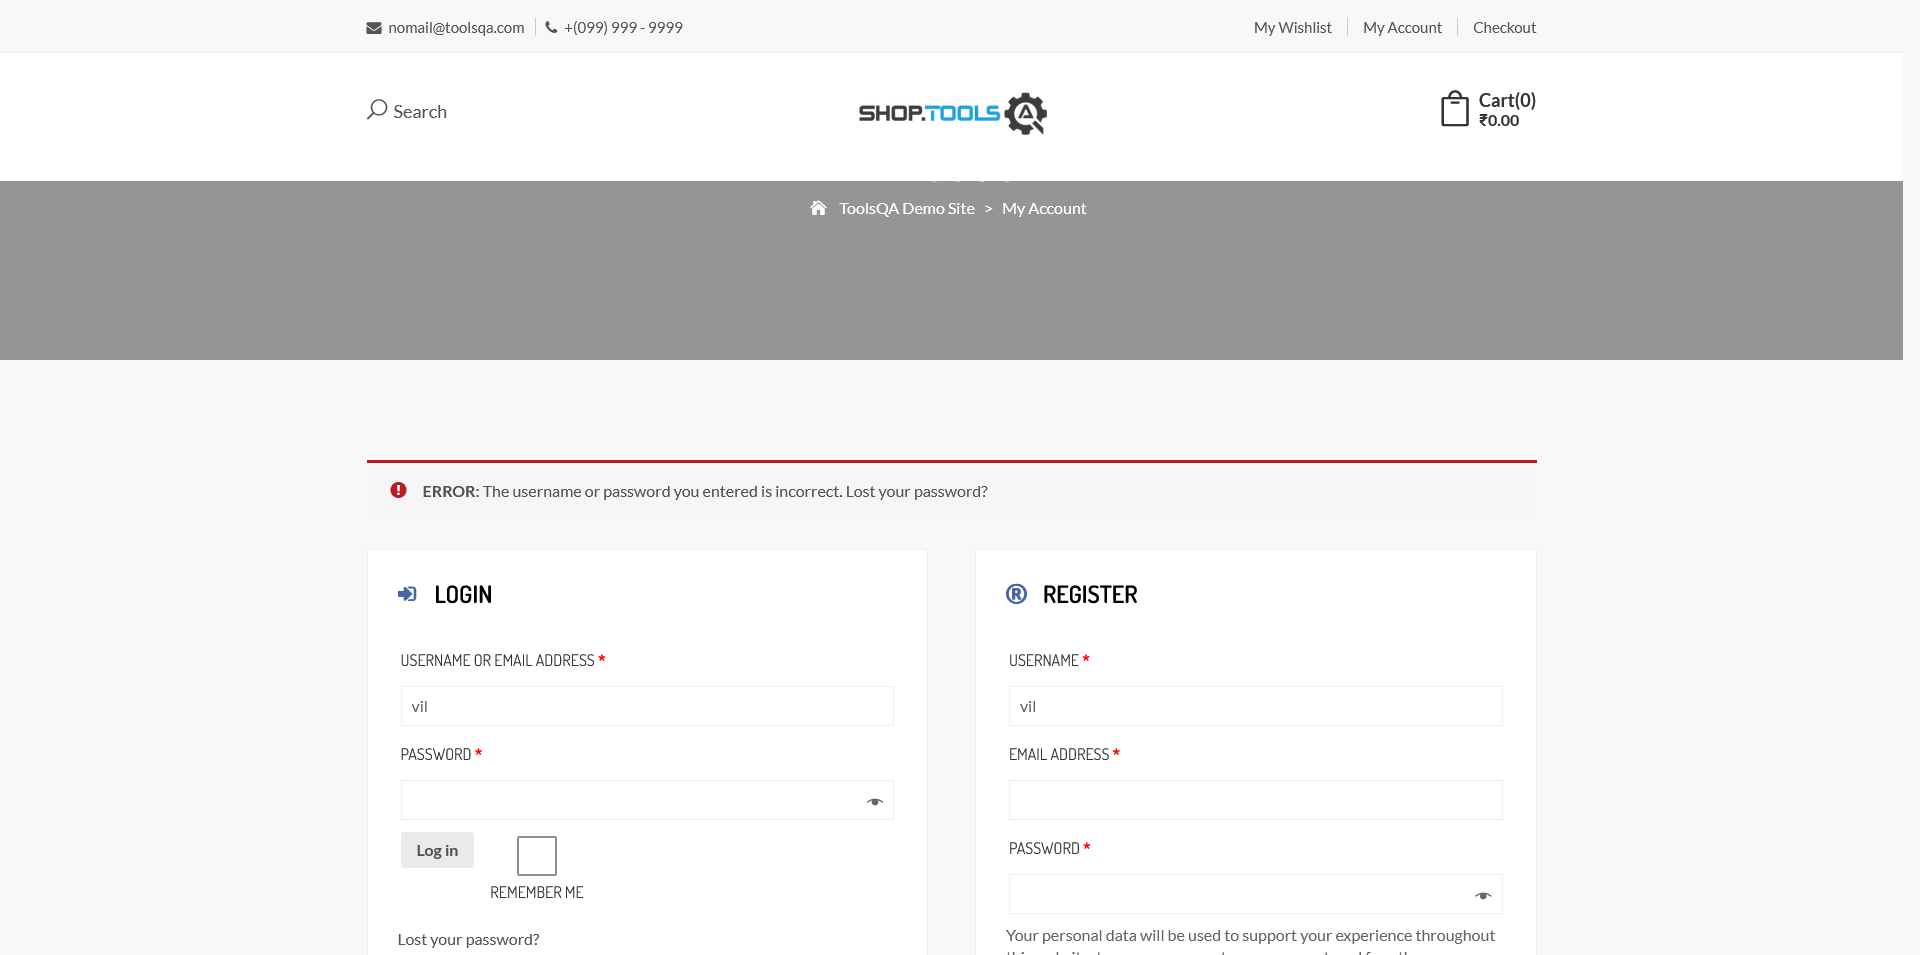 nomail@toolsqa.com
+(099) 999 - 9999
My Wishlist
My Account
Checkout
Search
SHOP.TOOLS
Cart(0)
₹0.00
ToolsQA Demo Site > My Account
ERROR: The username or password you entered is incorrect. Lost your password?
LOGIN
USERNAME OR EMAIL ADDRESS *
vil
PASSWORD *
Log in
REMEMBER ME
Lost your password?
REGISTER
USERNAME *
vil
EMAIL ADDRESS *
PASSWORD *
Your personal data will be used to support your experience throughout